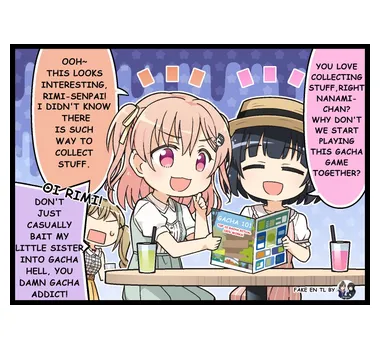 OOH~
THIS LOOKS
INTERESTING,
RIMI-SENPAI!
I DIDN'T KNOW
THERE
IS SUCH
WAY TO
COLLECT
STUFF.
YOU LOVE
COLLECTING
STUFF,RIGHT
NANAMI-
CHAN?
WHY DON'T
WE START
PLAYING
THIS GACHA
GAME
TOGETHER?
OI RIMI!
DON'T
JUST
CASUALLY
BAIT MY
LITTLE SISTER
INTO GACHA
HELL, YOU
DAMN GACHA
ADDICT!
GACHA 101
FAKE EN TL BY